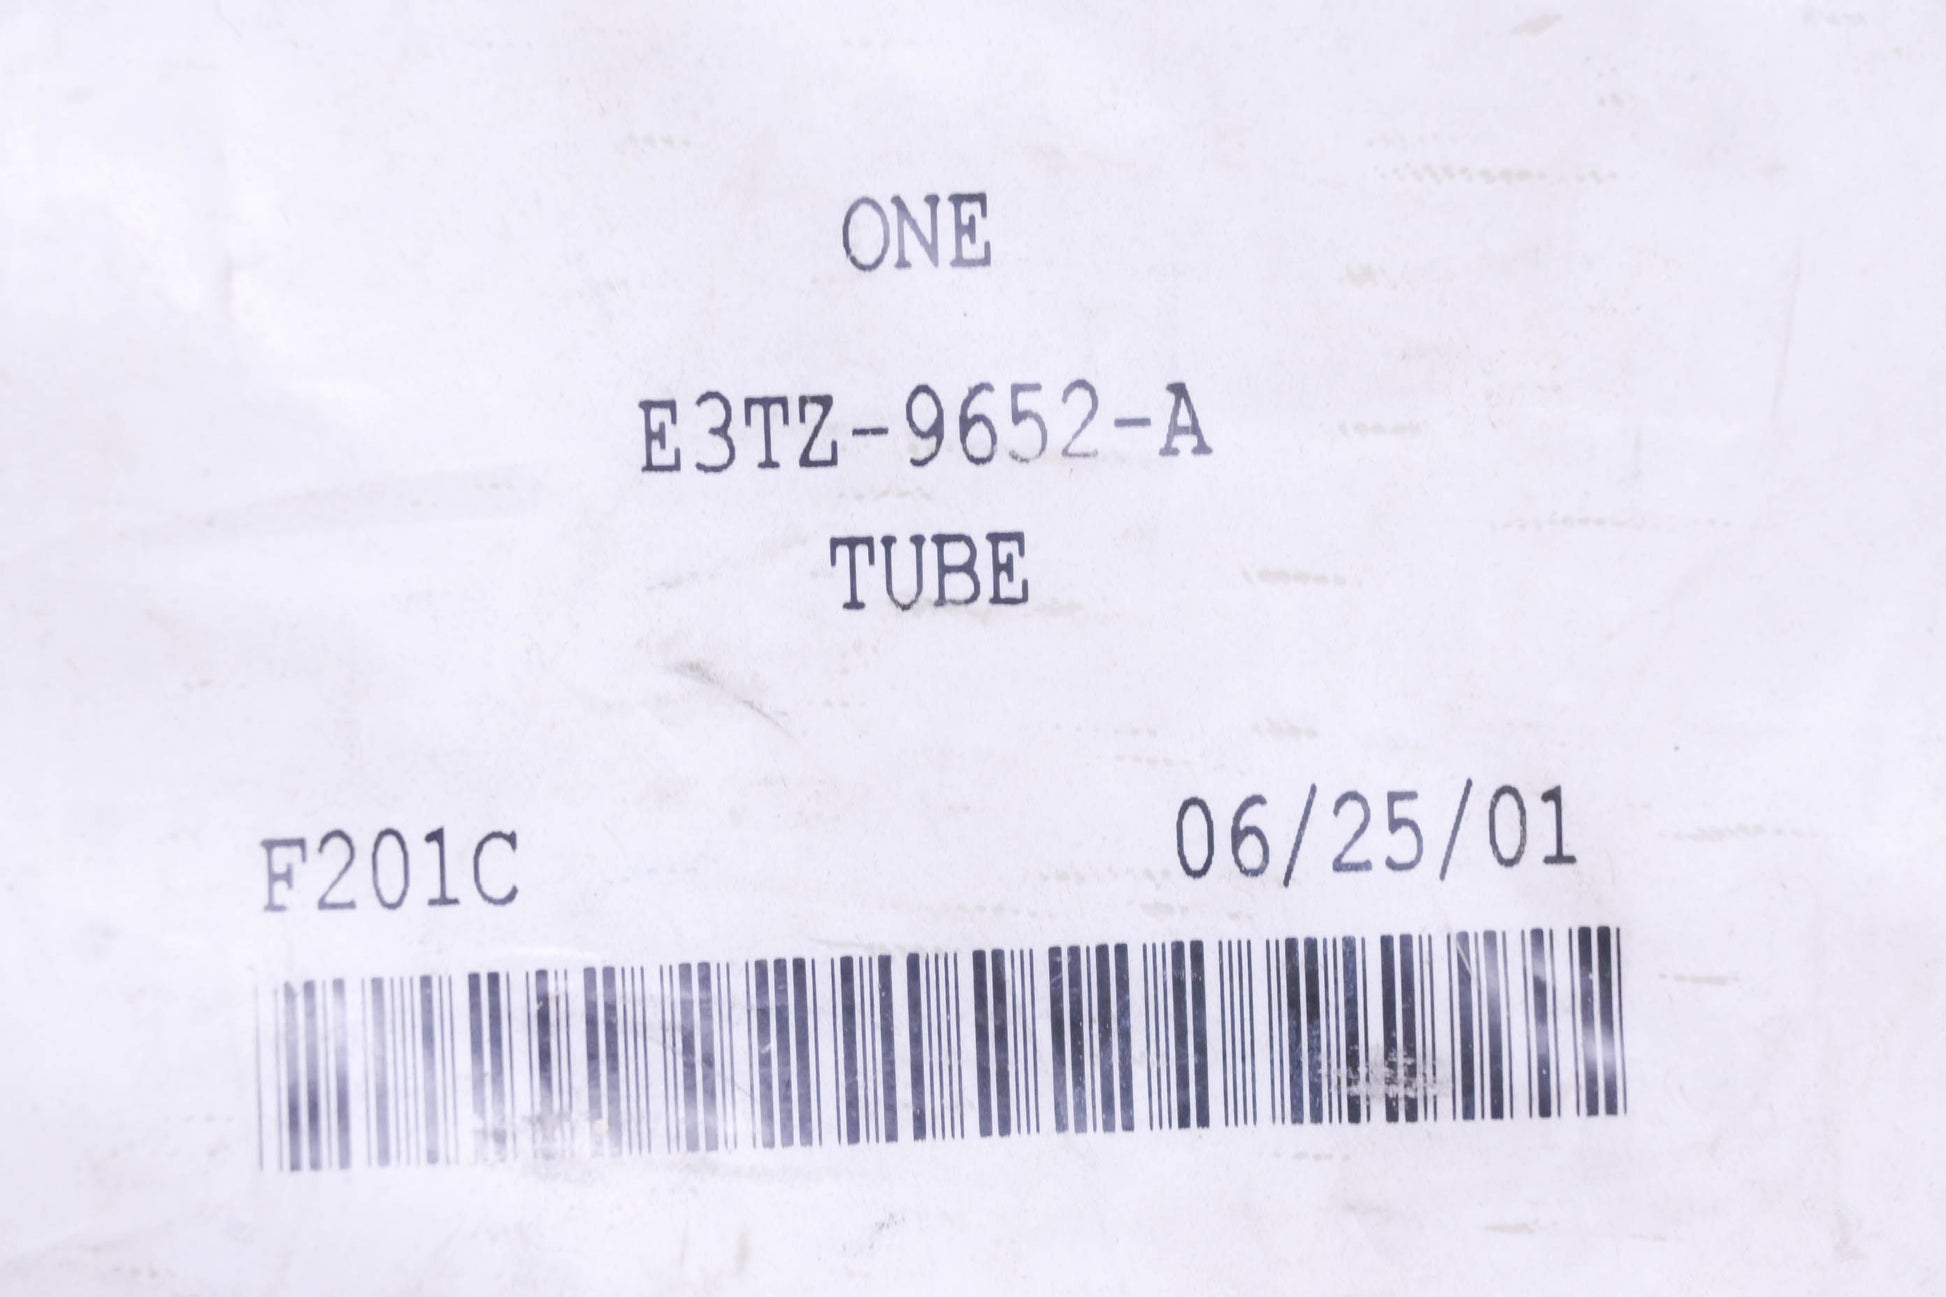 ONE
E3TZ-9652-A
TUBE
F201C 06/25/01